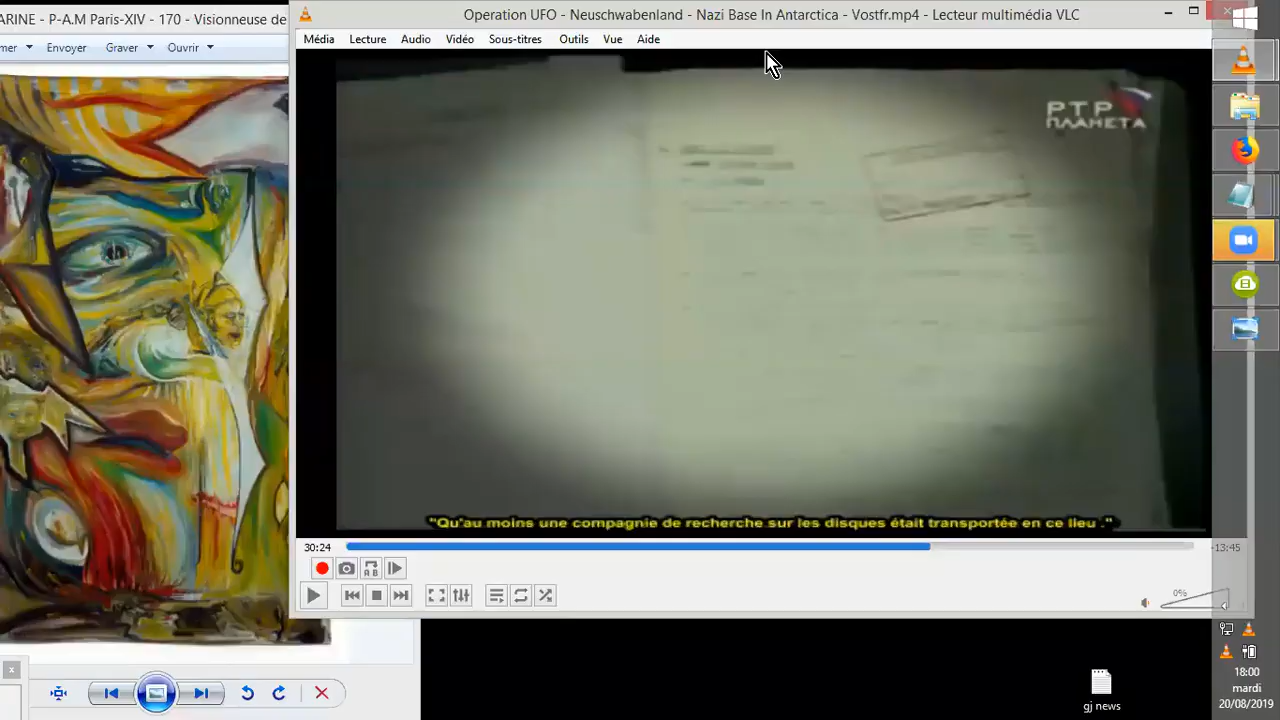 ARINE - P-A.M Paris-XIV - 170 - Visionneuse de
mer Envoyer Graver Ouvrir
Operation UFO - Neuschwabenland - Nazi Base In Antarctica - Vostfr.mp4 - Lecteur multimédia VLC
Média Lecture Audio Vidéo Sous-titres Outils Vue Aide
РТР
ПЛАНЕТА
"Qu'au moins une compagnie de recherche sur les disques était transportée en ce lieu ."
30:24
-13:45
0%
gj news
18:00
mardi
20/08/2019